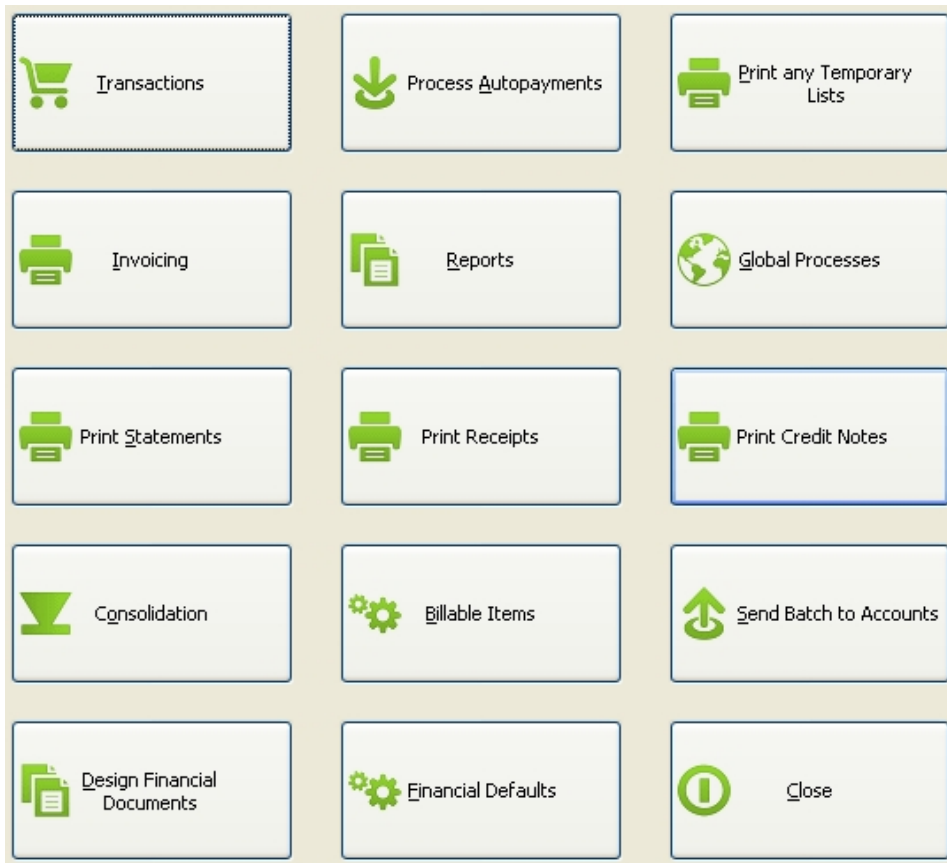 Transactions
Process Autopayments
Print any Temporary
Lists
Invoicing
Reports
Global Processes
Print Statements
Print Receipts
Print Credit Notes
Consolidation
Billable Items
Send Batch to Accounts
Design Financial
Documents
Financial Defaults
Close